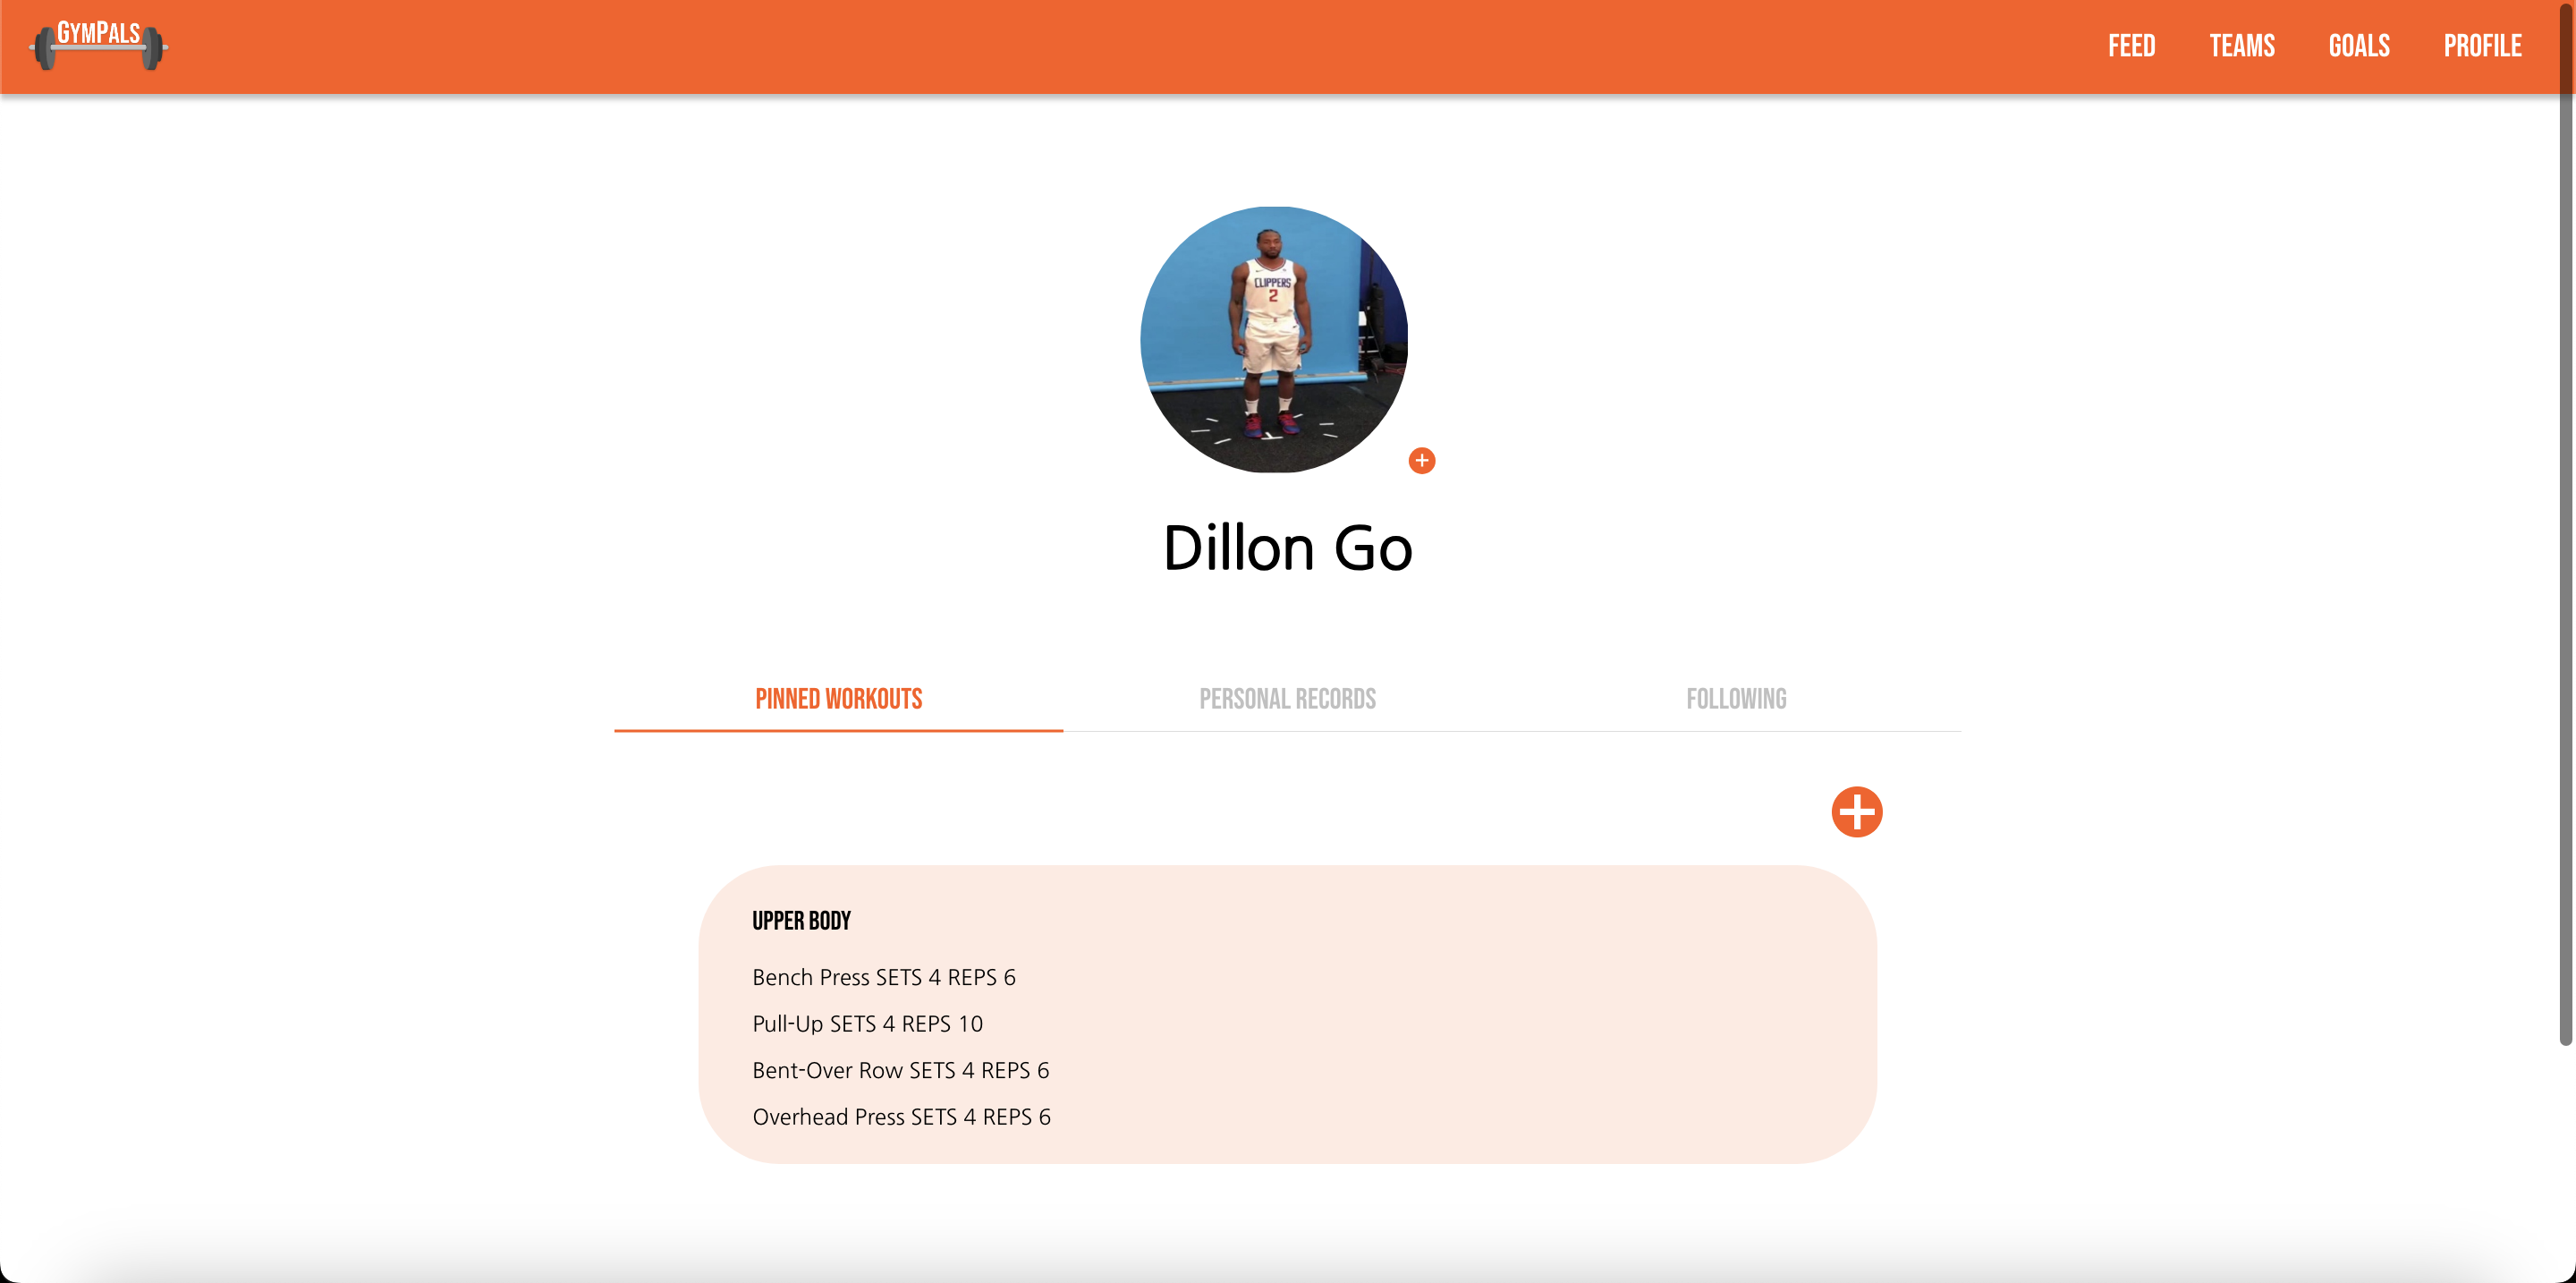 GYMPALS
FEED TEAMS GOALS PROFILE
CLIPPERS
2
Dillon Go
PINNED WORKOUTS PERSONAL RECORDS FOLLOWING
UPPER BODY
Bench Press SETS 4 REPS 6
Pull-Up SETS 4 REPS 10
Bent-Over Row SETS 4 REPS 6
Overhead Press SETS 4 REPS 6